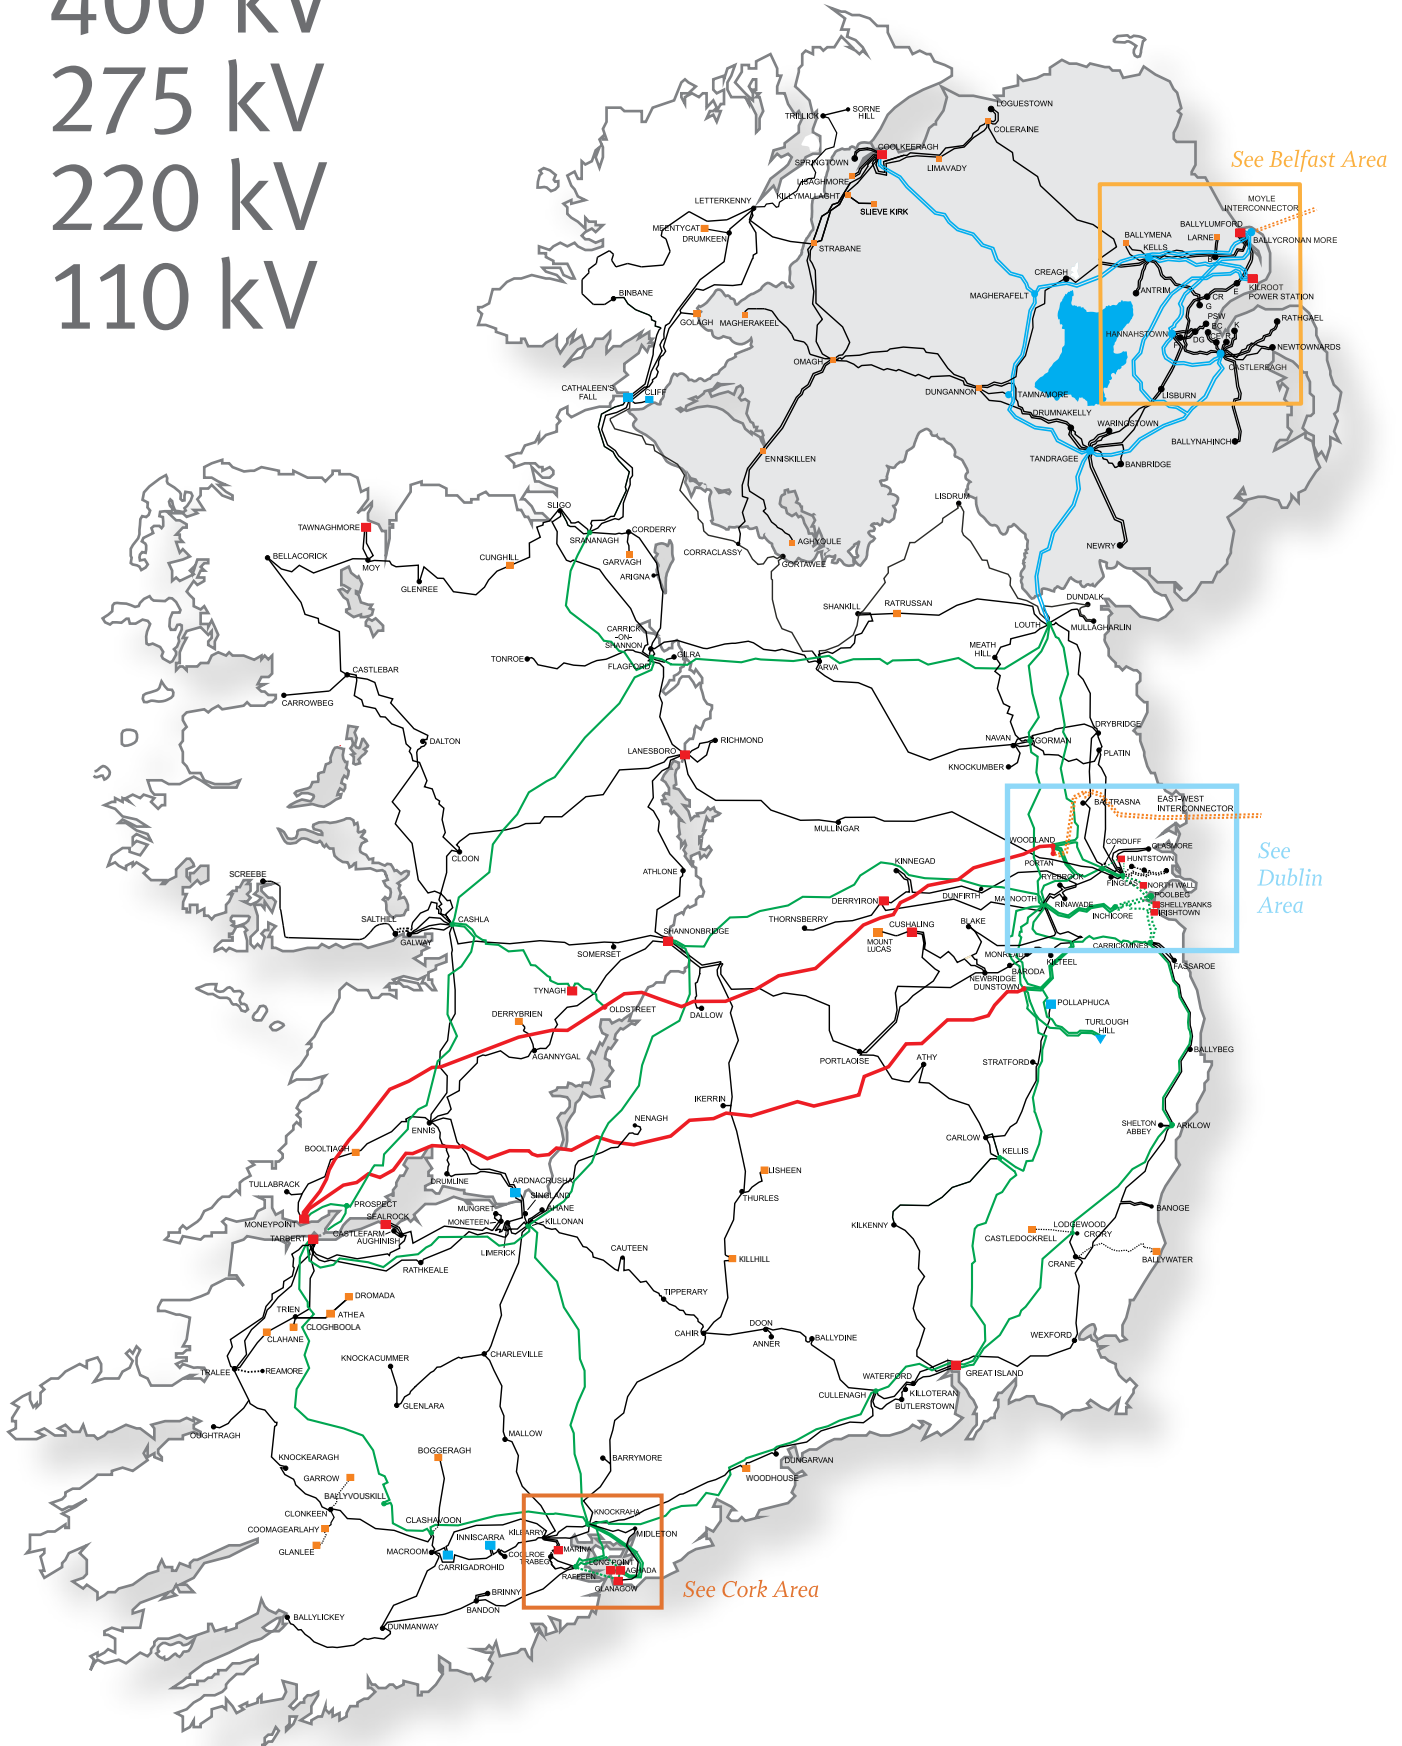 400 kV
275 kV
220 kV
110 kV
LOGUESTOWN
SORNE
HILL
TRILLICK
COLERAINE
COOLKEERAGH
SPRINGTOWN
LIMAVADY
See Belfast Area
LISAGHMORE
KILLYMALLAGHT
SLIEVE KIRK
LETTERKENNY
MOYLE
INTERCONNECTOR
MEENTYCAT
DRUMKEEN
STRABANE
BALLYLUMFORD
BALLYMENA
LARNE
BALLYCRONAN MORE
KELLS
B
CREAGH
BINBANE
MAGHERAFELT
ANTRIM
E
KILROOT
POWER STATION
CR
G
GOLAGH
MAGHERAKEEL
PSW
RATHGAEL
HANNAHSTOWN
K
DG
NEWTOWNARDS
OMAGH
CASTLEREAGH
CATHALEEN'S
FALL
CLIFF
DUNGANNON
TAMNAMORE
LISBURN
DRUMNAKELLY
WARINGSTOWN
BALLYNAHINCH
TANDRAGEE
BANBRIDGE
ENNISKILLEN
LISDRUM
SLIGO
TAWNAGHMORE
CORDERRY
SRANANAGH
AGHYOULE
NEWRY
BELLACORICK
MOY
CUNGHILL
GARVAGH
CORRACLASSY
GORTAWEE
ARIGNA
GLENREE
SHANKILL
RATRUSSAN
DUNDALK
LOUTH
MULLAGHARLIN
CARRICK
-ON-
SHANNON
MEATH
HILL
TONROE
GILRA
FLAGFORD
ARVA
CASTLEBAR
CARROWBEG
DRYBRIDGE
DALTON
RICHMOND
NAVAN
GORMAN
LANESBORO
PLATIN
KNOCKUMBER
BALTRASNA
EAST-WEST
INTERCONNECTOR
MULLINGAR
WOODLAND
CORDUFF
GLASMORE
See
Dublin
Area
CLOON
KINNEGAD
PORTAN
HUNTSTOWN
ATHLONE
SCREEBE
RYEBROOK
FINGLAS
NORTH WALL
DERRYIRON
DUNFIRTH
MAYNOOTH
RINAWADE
POOLBEG
SHELLYBANKS
IRISHTOWN
INCHICORE
SALTHILL
CASHLA
GALWAY
THORNSBERRY
CUSHALING
BLAKE
SHANNONBRIDGE
MOUNT
LUCAS
CARRICKMINES
SOMERSET
KILTEEL
FASSAROE
BARODA
NEWBRIDGE
DUNSTOWN
TYNAGH
POLLAPHUCA
OLDSTREET
DERRYBRIEN
DALLOW
TURLOUGH
HILL
AGANNYGAL
BALLYBEG
PORTLAOISE
ATHY
STRATFORD
IKERRIN
ENNIS
NENAGH
SHELTON
ABBEY
ARKLOW
CARLOW
BOOLTIAGH
KELLIS
LISHEEN
DRUMLINE
ARDNACRUSHA
TULLABRACK
SINGLAND
THURLES
PROSPECT
MUNGRET
AHANE
BANOGE
MONEYPOINT
SEALROCK
MONETEEN
KILLONAN
KILKENNY
LODGEWOOD
CASTLEFARM
CASTLEDOCKRELL
CRORY
TARBERT
AUGHINISH
LIMERICK
CAUTEEN
KILLHILL
CRANE
BALLYWATER
RATHKEALE
DROMADA
TIPPERARY
TRIEN
ATHEA
CLOGHBOOLA
DOON
WEXFORD
CLAHANE
CAHIR
ANNER
BALLYDINE
CHARLEVILLE
KNOCKACUMMER
TRALEE
REAMORE
WATERFORD
GREAT ISLAND
CULLENAGH
KILLOTERAN
BUTLERSTOWN
GLENLARA
OUGHTRAGH
MALLOW
BOGGERAGH
BARRYMORE
DUNGARVAN
KNOCKEARAGH
GARROW
WOODHOUSE
BALLYVOUSKILL
CLONKEEN
CLASHAVOON
KNOCKRAHA
COOMAGEARLAHY
INNISCARRA
KILBARRY
MIDLETON
GLANLEE
MACROOM
COOLROE
MARINA
TRABEG
CARRIGADROHID
LONG POINT
AGHADA
RAFFEEN
GLANAGOW
See Cork Area
BRINNY
BANDON
BALLYLICKEY
DUNMANWAY